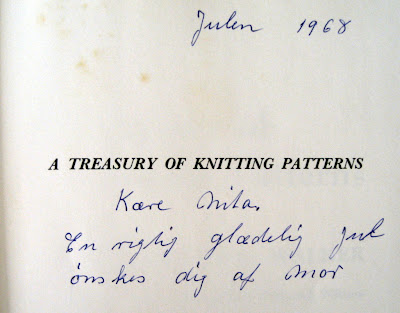 Julen 1968
A TREASURY OF KNITTING PATTERNS
Kære Nita.
En rigtig glædelig Jul
ønskes dig af mor